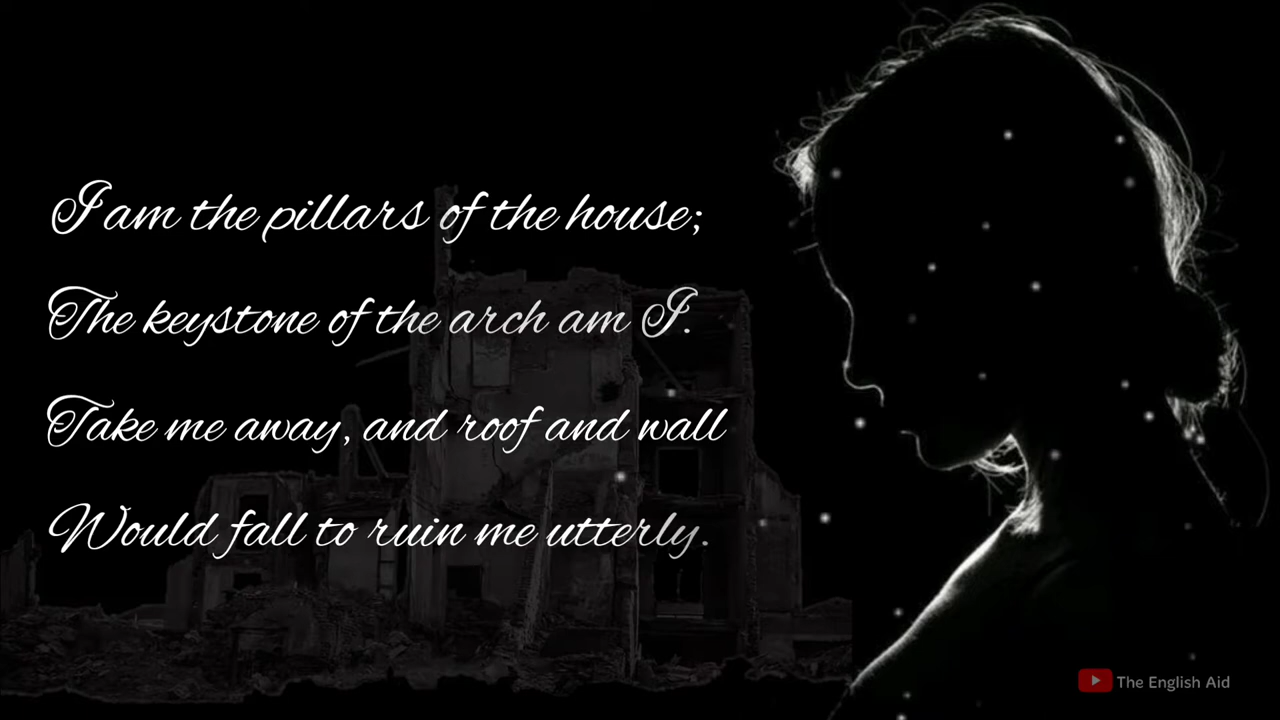 I am the pillars of the house;
The keystone of the arch am I.
Take me away, and roof and wall
Would fall to ruin me utterly.
The English Aid